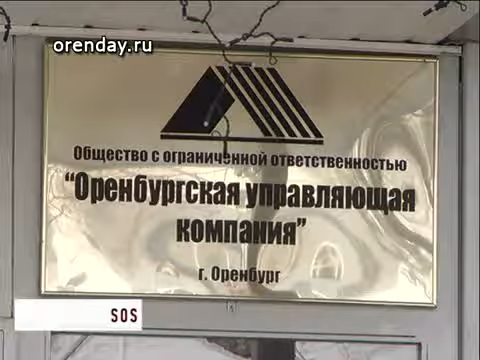 orenday.ru
Общество с ограниченной ответственностью
"Оренбургская управляющая
компания"
г. Оренбург
SOS